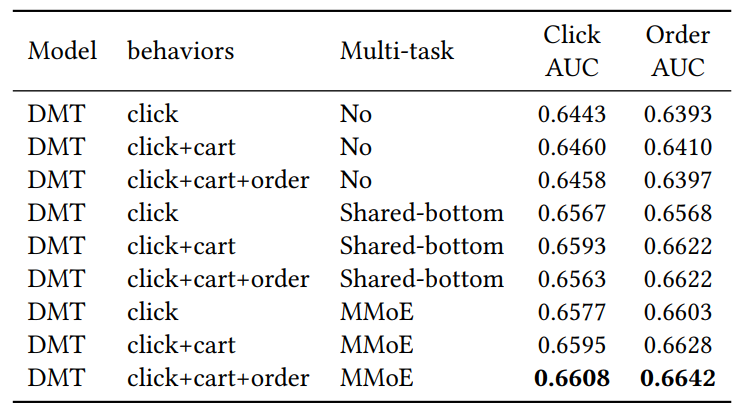 Model behaviors Multi-task Click AUC Order AUC
DMT click No 0.6443 0.6393
DMT click+cart No 0.6460 0.6410
DMT click+cart+order No 0.6458 0.6397
DMT click Shared-bottom 0.6567 0.6568
DMT click+cart Shared-bottom 0.6593 0.6622
DMT click+cart+order Shared-bottom 0.6563 0.6622
DMT click MMoE 0.6577 0.6603
DMT click+cart MMoE 0.6595 0.6628
DMT click+cart+order MMoE 0.6608 0.6642